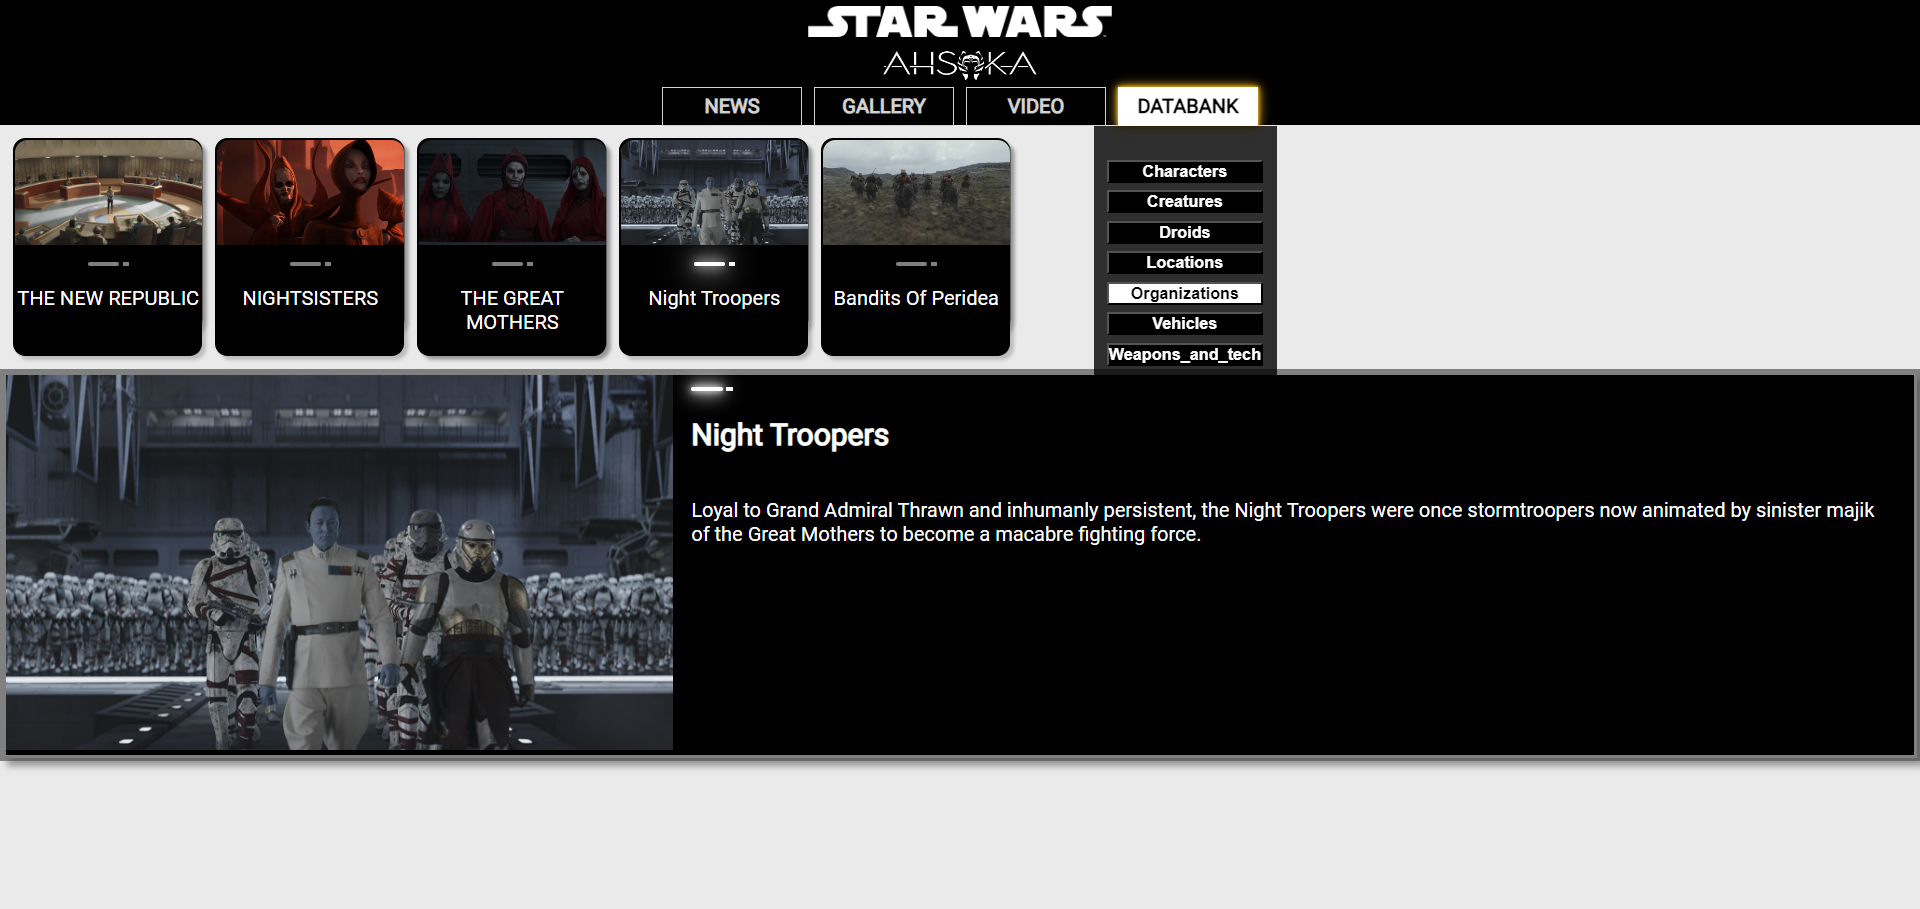 STAR WARS
AHSOKA
NEWS
GALLERY
VIDEO
DATABANK
THE NEW REPUBLIC
NIGHTSISTERS
THE GREAT
MOTHERS
Night Troopers
Bandits Of Peridea
Characters
Creatures
Droids
Locations
Organizations
Vehicles
Weapons_and_tech
Night Troopers
Loyal to Grand Admiral Thrawn and inhumanly persistent, the Night Troopers were once stormtroopers now animated by sinister majik
of the Great Mothers to become a macabre fighting force.